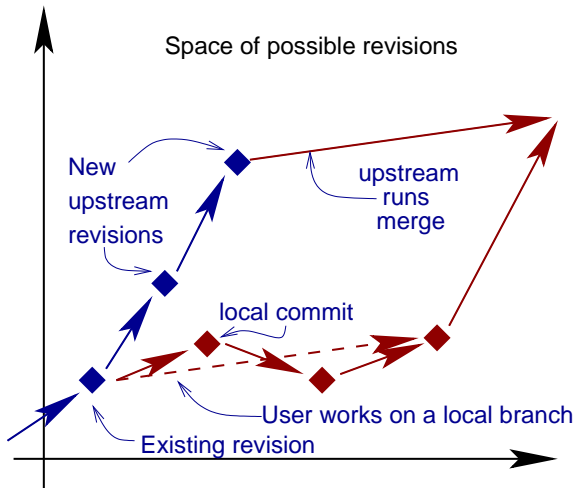 Space of possible revisions
New
upstream
revisions
upstream
runs
merge
local commit
User works on a local branch
Existing revision